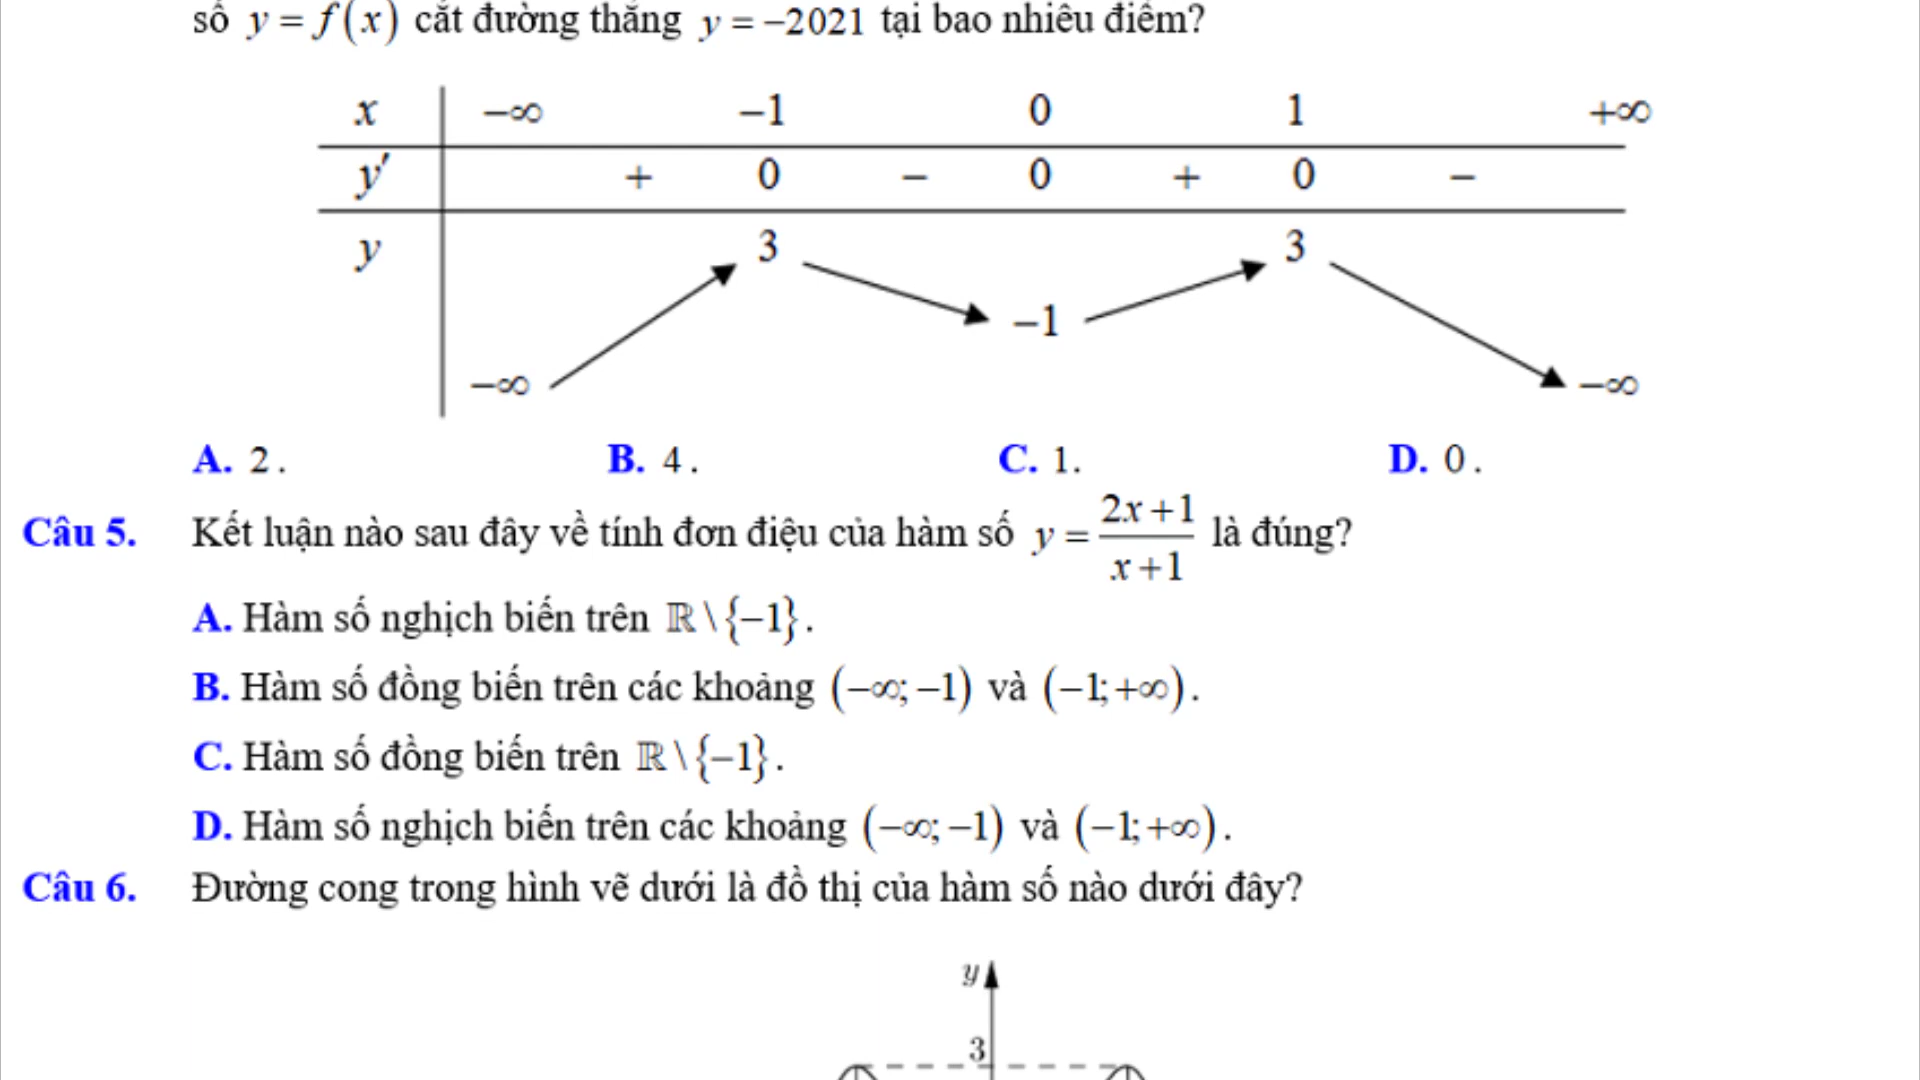 số y = f(x) cắt đường thẳng y = −2021 tại bao nhiêu điểm?
x −∞ −1 0 1 +∞
y′ + 0 − 0 + 0 −
y 3 3
−1
−∞ −∞
A. 2. B. 4. C. 1. D. 0.
Câu 5. Kết luận nào sau đây về tính đơn điệu của hàm số y = (2x+1)/(x+1) là đúng?
A. Hàm số nghịch biến trên ℝ\{−1}.
B. Hàm số đồng biến trên các khoảng (−∞;−1) và (−1;+∞).
C. Hàm số đồng biến trên ℝ\{−1}.
D. Hàm số nghịch biến trên các khoảng (−∞;−1) và (−1;+∞).
Câu 6. Đường cong trong hình vẽ dưới là đồ thị của hàm số nào dưới đây?
y
3